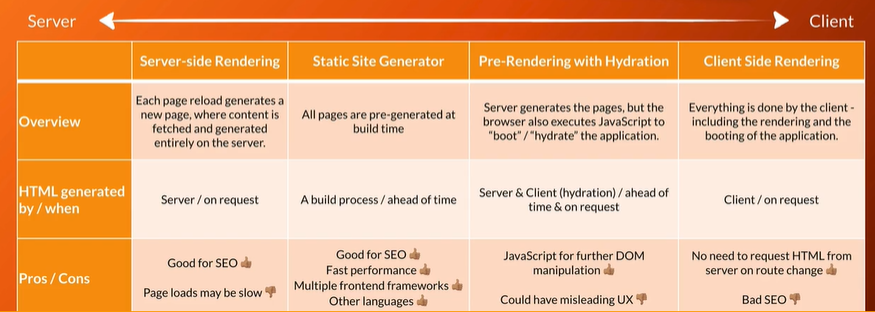 Server
Client
Server-side Rendering
Static Site Generator
Pre-Rendering with Hydration
Client Side Rendering
Overview
Each page reload generates a
new page, where content is
fetched and generated
entirely on the server.
All pages are pre-generated at
build time
Server generates the pages, but the
browser also executes JavaScript to
"boot" / "hydrate" the application.
Everything is done by the client -
including the rendering and the
booting of the application.
HTML generated
by / when
Server / on request
A build process / ahead of time
Server & Client (hydration) / ahead of
time & on request
Client / on request
Pros / Cons
Good for SEO 👍🏽
Page loads may be slow 👎🏽
Good for SEO 👍🏽
Fast performance 👍🏽
Multiple frontend frameworks 👍🏽
Other languages 👍🏽
JavaScript for further DOM
manipulation 👍🏽
Could have misleading UX 👎🏽
No need to request HTML from
server on route change 👍🏽
Bad SEO 👎🏽